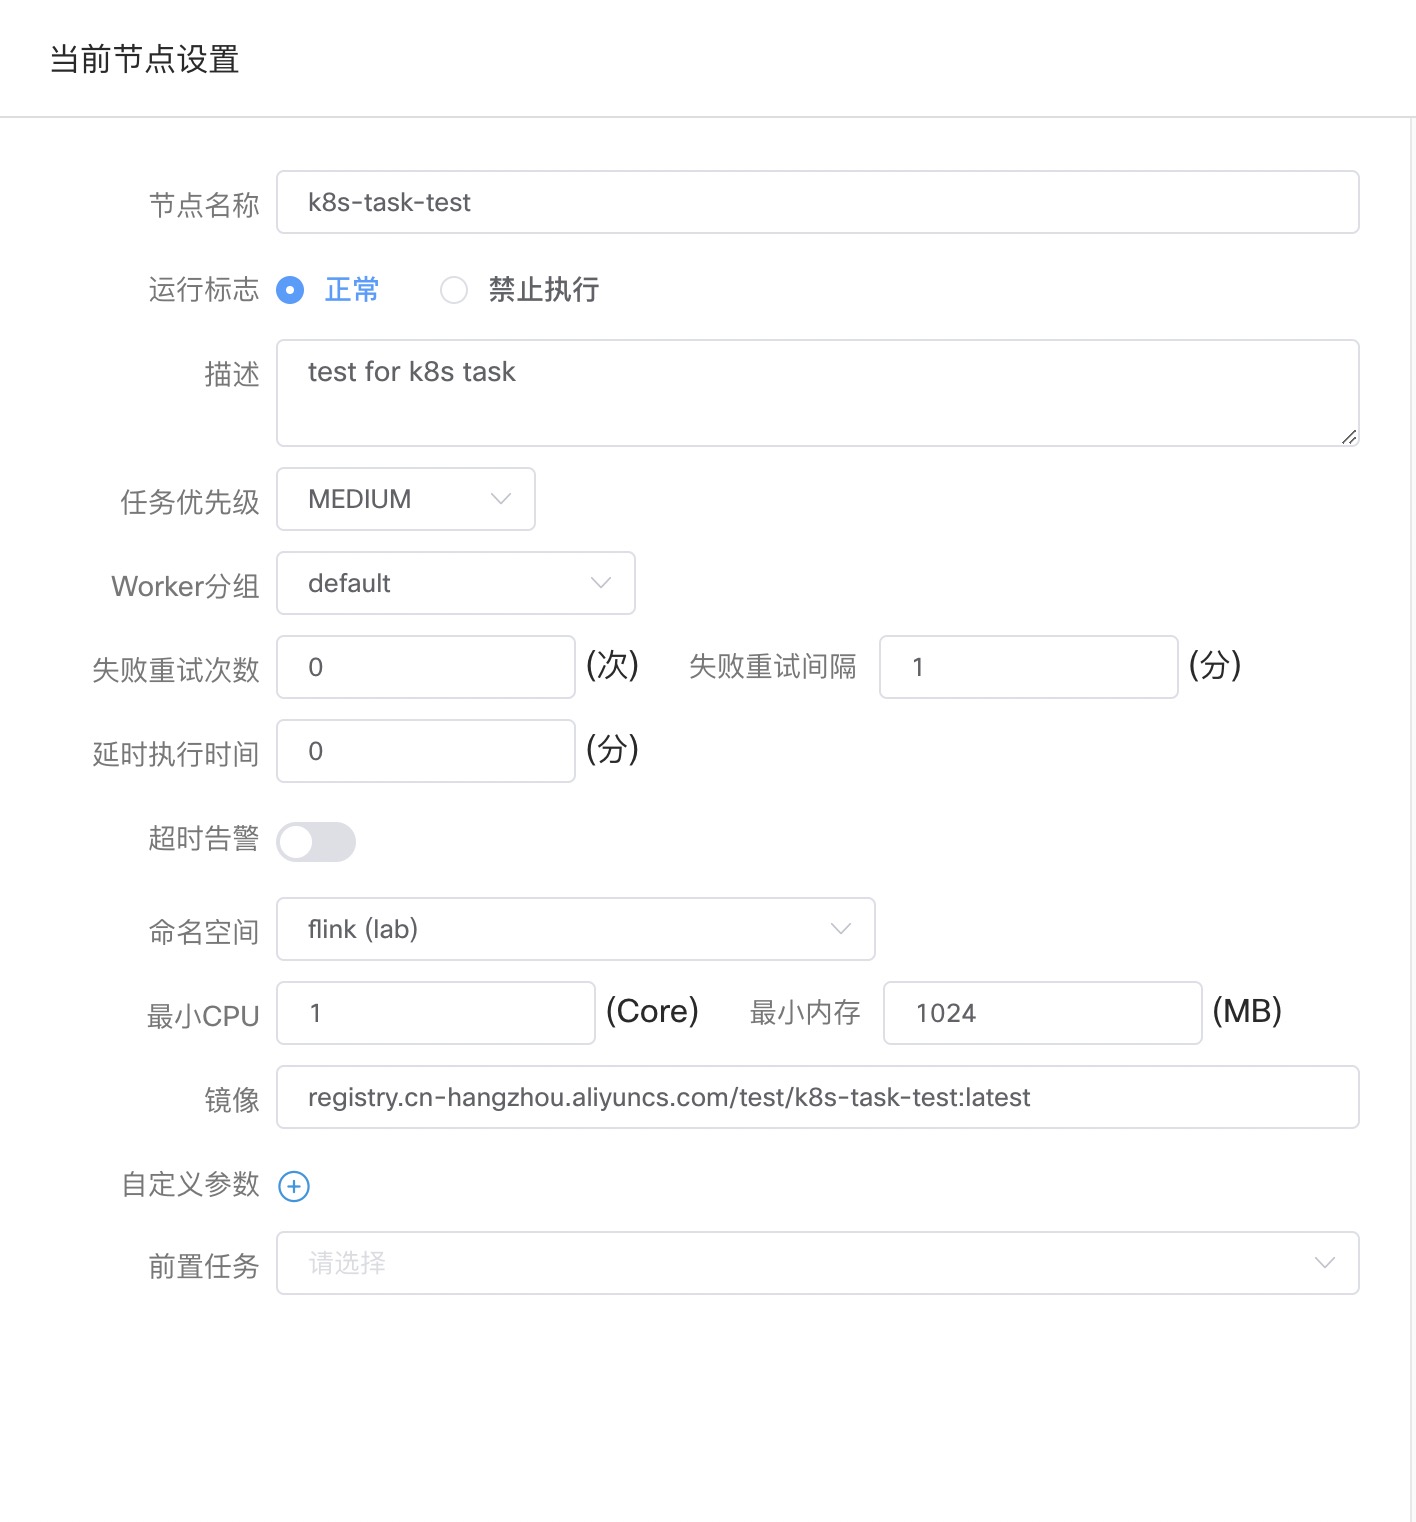 当前节点设置
节点名称 k8s-task-test
运行标志 正常 禁止执行
描述 test for k8s task
任务优先级 MEDIUM
Worker分组 default
失败重试次数 0 (次) 失败重试间隔 1 (分)
延时执行时间 0 (分)
超时告警
命名空间 flink (lab)
最小CPU 1 (Core) 最小内存 1024 (MB)
镜像 registry.cn-hangzhou.aliyuncs.com/test/k8s-task-test:latest
自定义参数
前置任务 请选择